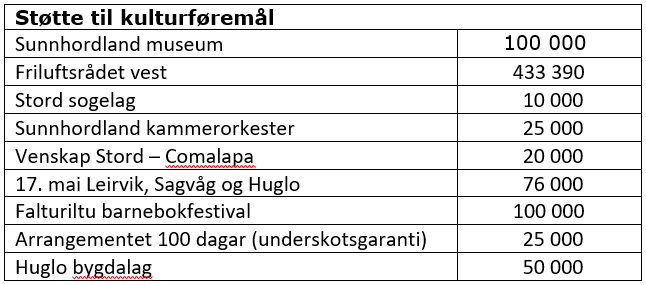 Støtte til kulturføremål
Sunnhordland museum 100 000
Friluftsrådet vest 433 390
Stord sogelag 10 000
Sunnhordland kammerorkester 25 000
Venskap Stord – Comalapa 20 000
17. mai Leirvik, Sagvåg og Huglo 76 000
Falturiltu barnebokfestival 100 000
Arrangementet 100 dagar (underskotsgaranti) 25 000
Huglo bygdalag 50 000